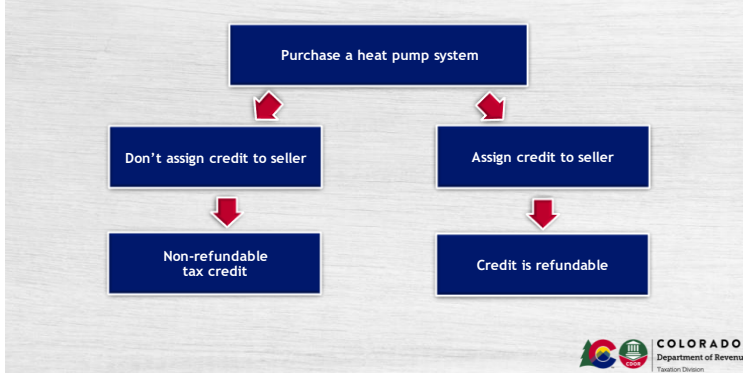 Purchase a heat pump system
Don't assign credit to seller
Assign credit to seller
Non-refundable
tax credit
Credit is refundable
CDOR
COLORADO
Department of Revenu
Taxation Division